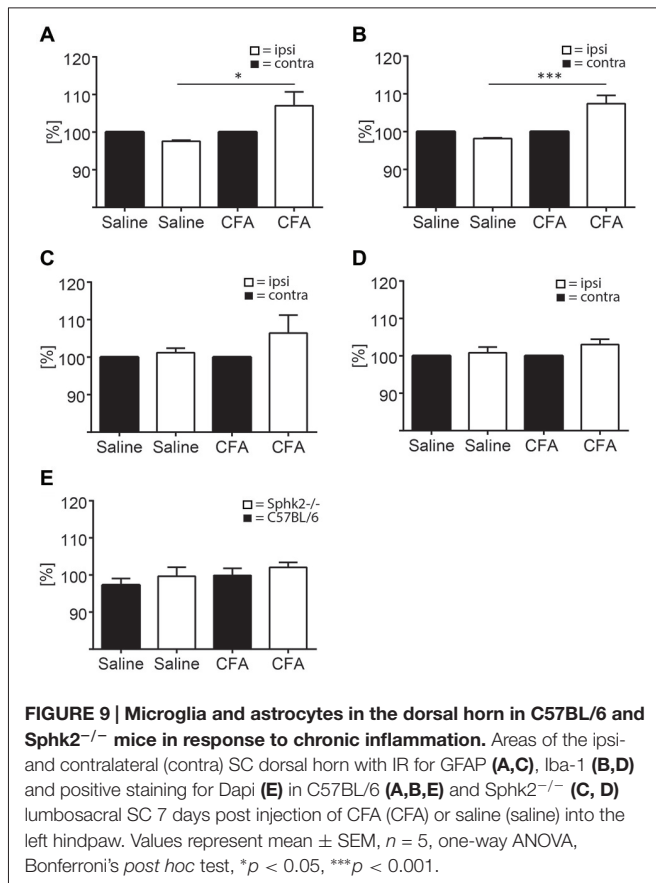 A
= ipsi
= contra
*
120
110
100
90
[%]
Saline Saline CFA CFA
B
= ipsi
= contra
***
120
110
100
90
[%]
Saline Saline CFA CFA
C
= ipsi
= contra
120
110
100
90
[%]
Saline Saline CFA CFA
D
= ipsi
= contra
120
110
100
90
[%]
Saline Saline CFA CFA
E
= Sphk2-/-
= C57BL/6
120
110
100
90
[%]
Saline Saline CFA CFA
FIGURE 9 | Microglia and astrocytes in the dorsal horn in C57BL/6 and
Sphk2−/− mice in response to chronic inflammation. Areas of the ipsi-
and contralateral (contra) SC dorsal horn with IR for GFAP (A,C), Iba-1 (B,D)
and positive staining for Dapi (E) in C57BL/6 (A,B,E) and Sphk2−/− (C, D)
lumbosacral SC 7 days post injection of CFA (CFA) or saline (saline) into the
left hindpaw. Values represent mean ± SEM, n = 5, one-way ANOVA,
Bonferroni's post hoc test, *p < 0.05, ***p < 0.001.